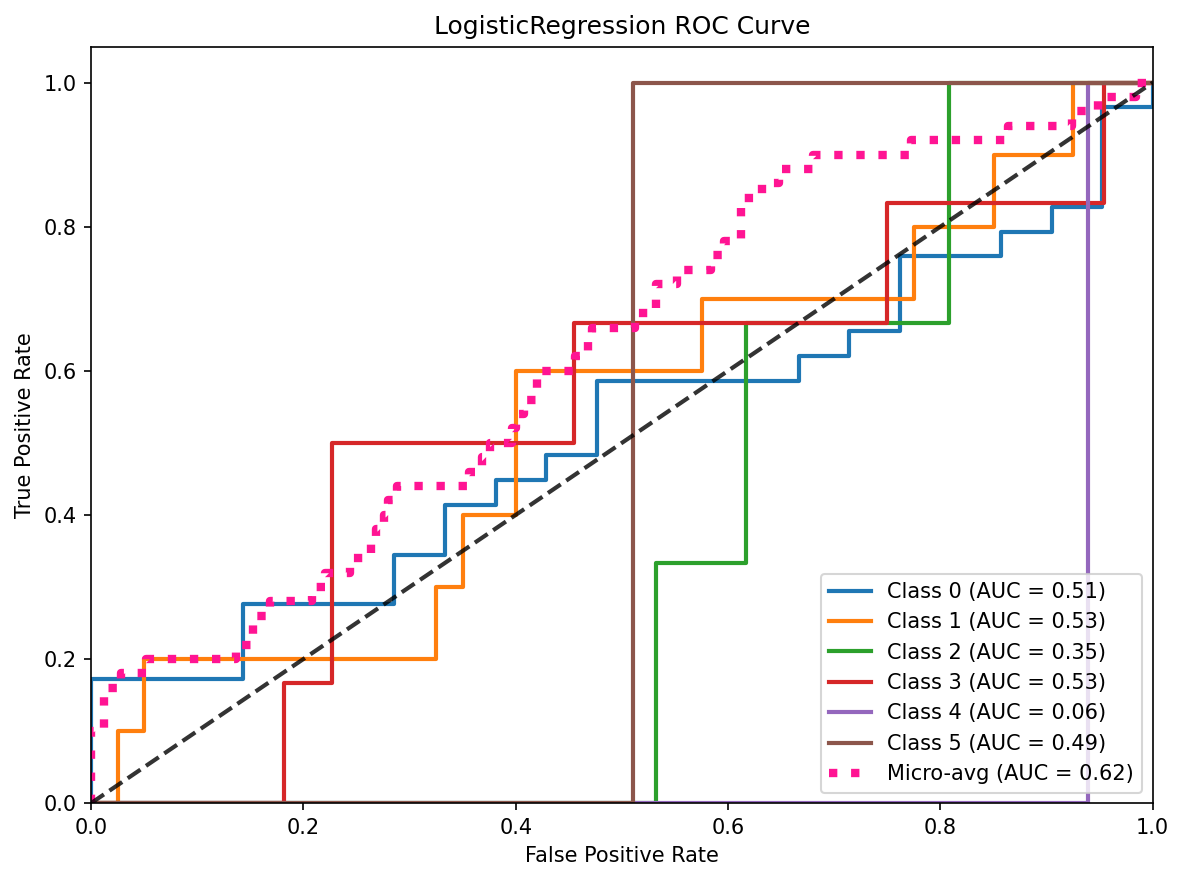 LogisticRegression ROC Curve
True Positive Rate
1.0
0.8
0.6
0.4
0.2
0.0
Class 0 (AUC = 0.51)
Class 1 (AUC = 0.53)
Class 2 (AUC = 0.35)
Class 3 (AUC = 0.53)
Class 4 (AUC = 0.06)
Class 5 (AUC = 0.49)
Micro-avg (AUC = 0.62)
0.0 0.2 0.4 0.6 0.8 1.0
False Positive Rate